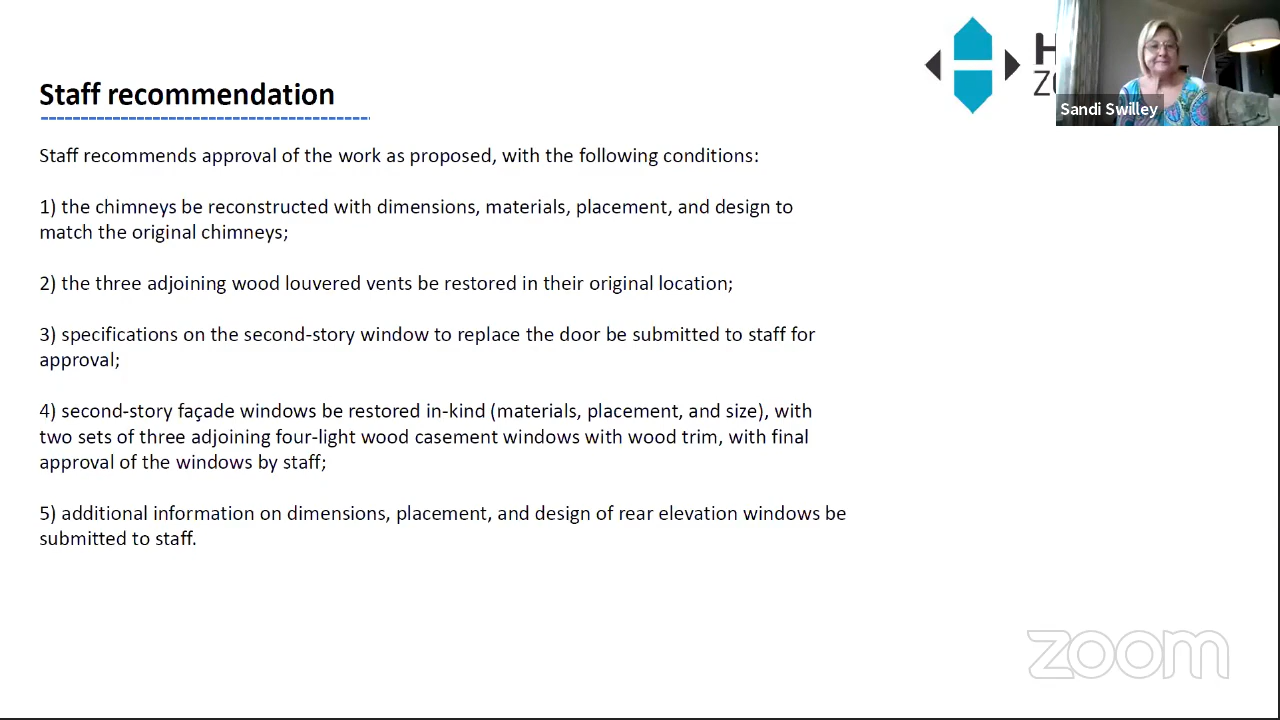 Staff recommendation
Staff recommends approval of the work as proposed, with the following conditions:
1) the chimneys be reconstructed with dimensions, materials, placement, and design to
match the original chimneys;
2) the three adjoining wood louvered vents be restored in their original location;
3) specifications on the second-story window to replace the door be submitted to staff for
approval;
4) second-story façade windows be restored in-kind (materials, placement, and size), with
two sets of three adjoining four-light wood casement windows with wood trim, with final
approval of the windows by staff;
5) additional information on dimensions, placement, and design of rear elevation windows be
submitted to staff.
Sandi Swilley
zoom